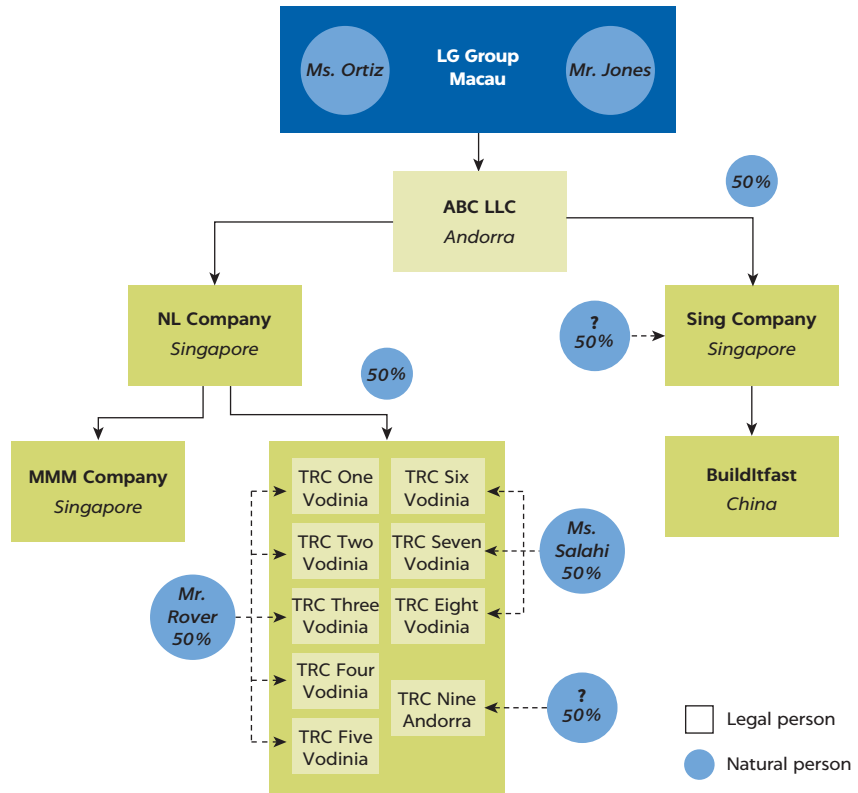 Ms. Ortiz
LG Group
Macau
Mr. Jones
50%
ABC LLC
Andorra
NL Company
Singapore
?
50%
Sing Company
Singapore
50%
MMM Company
Singapore
BuildItfast
China
TRC One
Vodinia
TRC Six
Vodinia
TRC Two
Vodinia
TRC Seven
Vodinia
Ms.
Salahi
50%
Mr.
Rover
50%
TRC Three
Vodinia
TRC Eight
Vodinia
TRC Four
Vodinia
TRC Nine
Andorra
?
50%
TRC Five
Vodinia
Legal person
Natural person